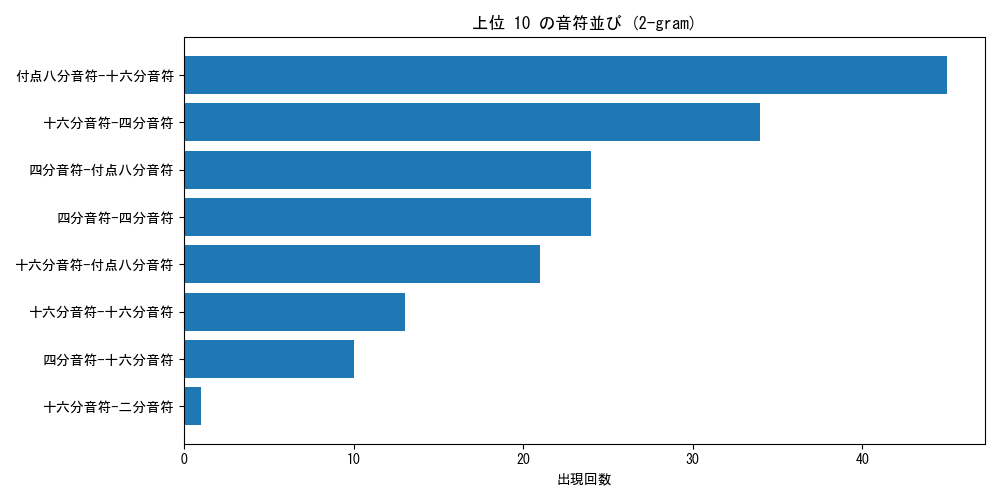 上位 10 の音符並び (2-gram)
付点八分音符-十六分音符
十六分音符-四分音符
四分音符-付点八分音符
四分音符-四分音符
十六分音符-付点八分音符
十六分音符-十六分音符
四分音符-十六分音符
十六分音符-二分音符
0 10 20 30 40
出現回数